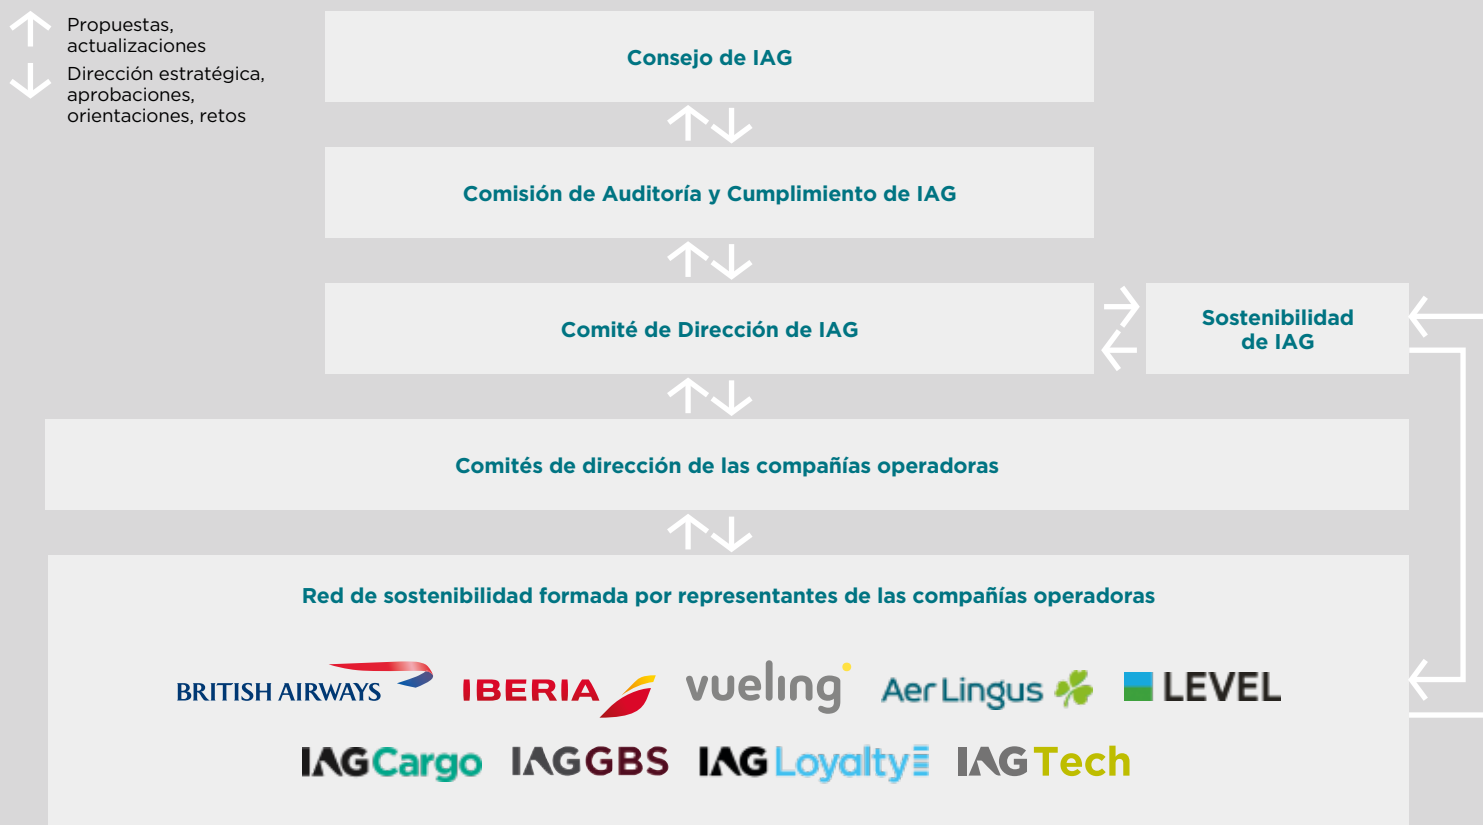 Propuestas,
actualizaciones
Dirección estratégica,
aprobaciones,
orientaciones, retos
Consejo de IAG
Comisión de Auditoría y Cumplimiento de IAG
Comité de Dirección de IAG
Sostenibilidad
de IAG
Comités de dirección de las compañías operadoras
Red de sostenibilidad formada por representantes de las compañías operadoras
BRITISH AIRWAYS IBERIA vueling Aer Lingus LEVEL
IAG Cargo IAG GBS IAG Loyalty IAG Tech